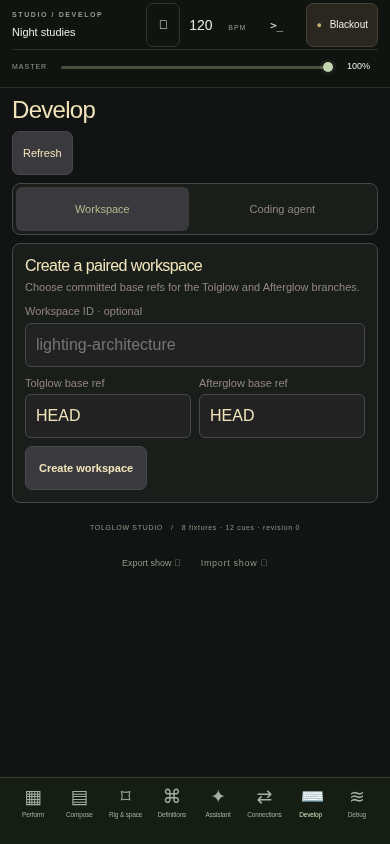 STUDIO / DEVELOP
Night studies
120 BPM
>_
Blackout
MASTER
100%
Develop
Refresh
Workspace
Coding agent
Create a paired workspace
Choose committed base refs for the Tolglow and Afterglow branches.
Workspace ID · optional
lighting-architecture
Tolglow base ref
Afterglow base ref
HEAD
HEAD
Create workspace
TOLGLOW STUDIO / 8 fixtures · 12 cues · revision 0
Export show
Import show
Perform
Compose
Rig & space
Definitions
Assistant
Connections
Develop
Debug